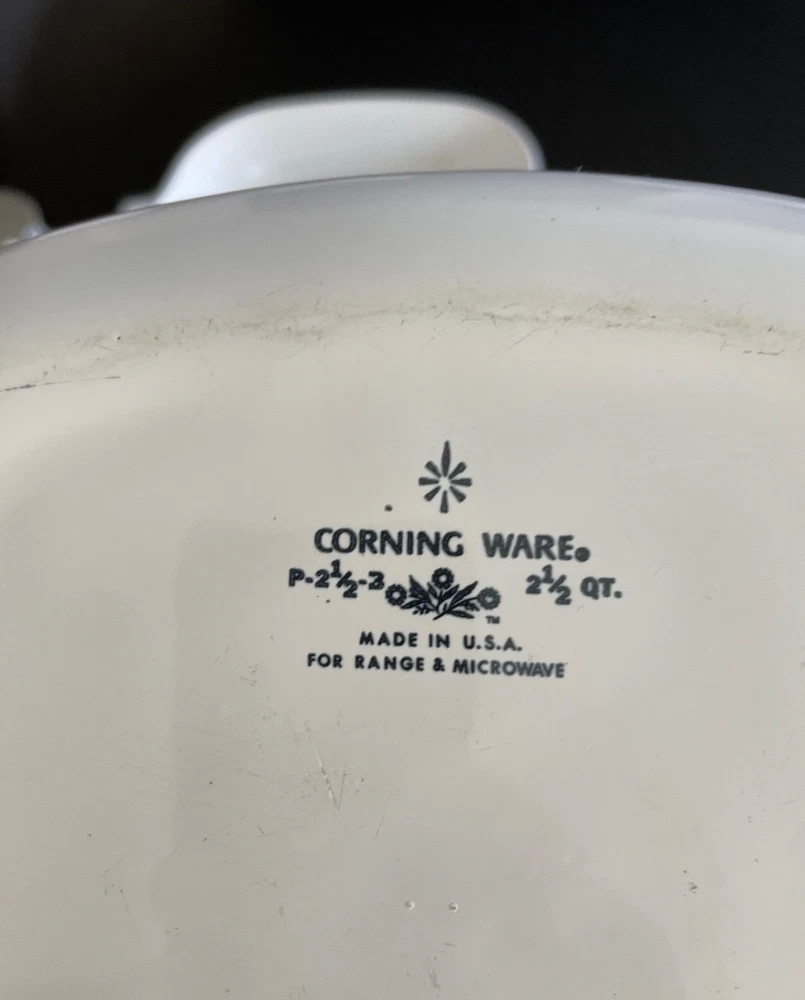 CORNING WARE®
P-2½-3 2½ QT.
TM
MADE IN U.S.A.
FOR RANGE & MICROWAVE